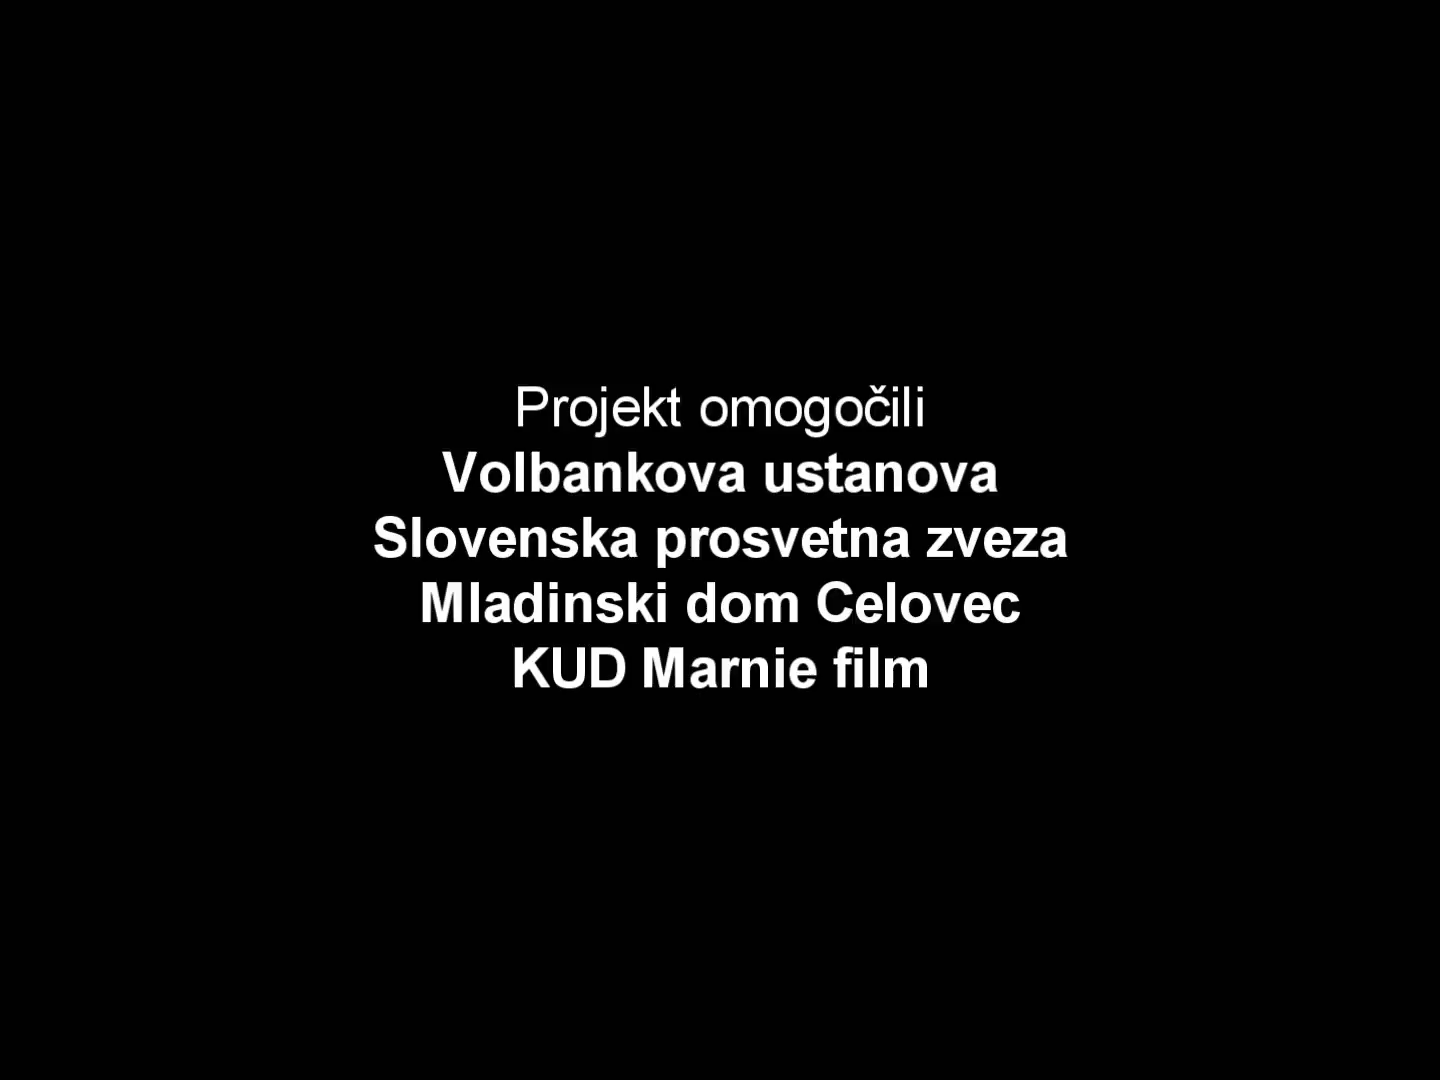 Projekt omogočili
Volbankova ustanova
Slovenska prosvetna zveza
Mladinski dom Celovec
KUD Marnie film